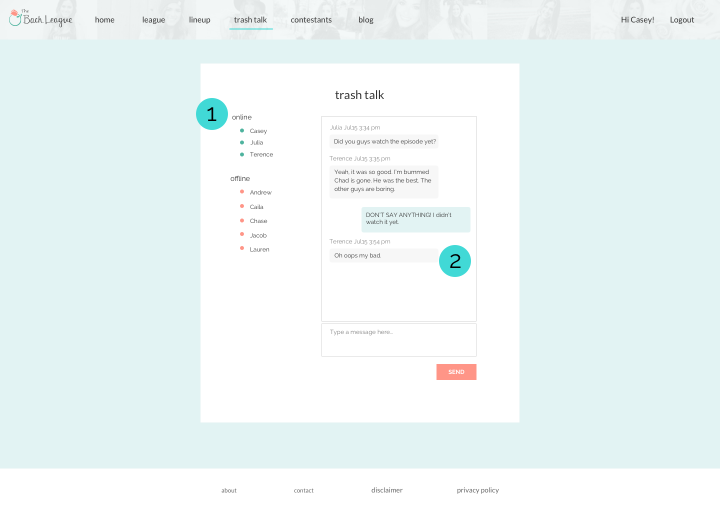 The
Bach League
home league lineup trash talk contestants blog Hi Casey! Logout
trash talk
1
online
Casey
Julia
Terence
offline
Andrew
Caila
Chase
Jacob
Lauren
Julia Jul15 3:34 pm
Did you guys watch the episode yet?
Terence Jul15 3:35 pm
Yeah, it was so good. I'm bummed
Chad is gone. He was the best. The
other guys are boring.
DON'T SAY ANYTHING! I didn't
watch it yet.
Terence Jul15 3:54 pm
Oh oops my bad.
2
Type a message here...
SEND
about contact disclaimer privacy policy